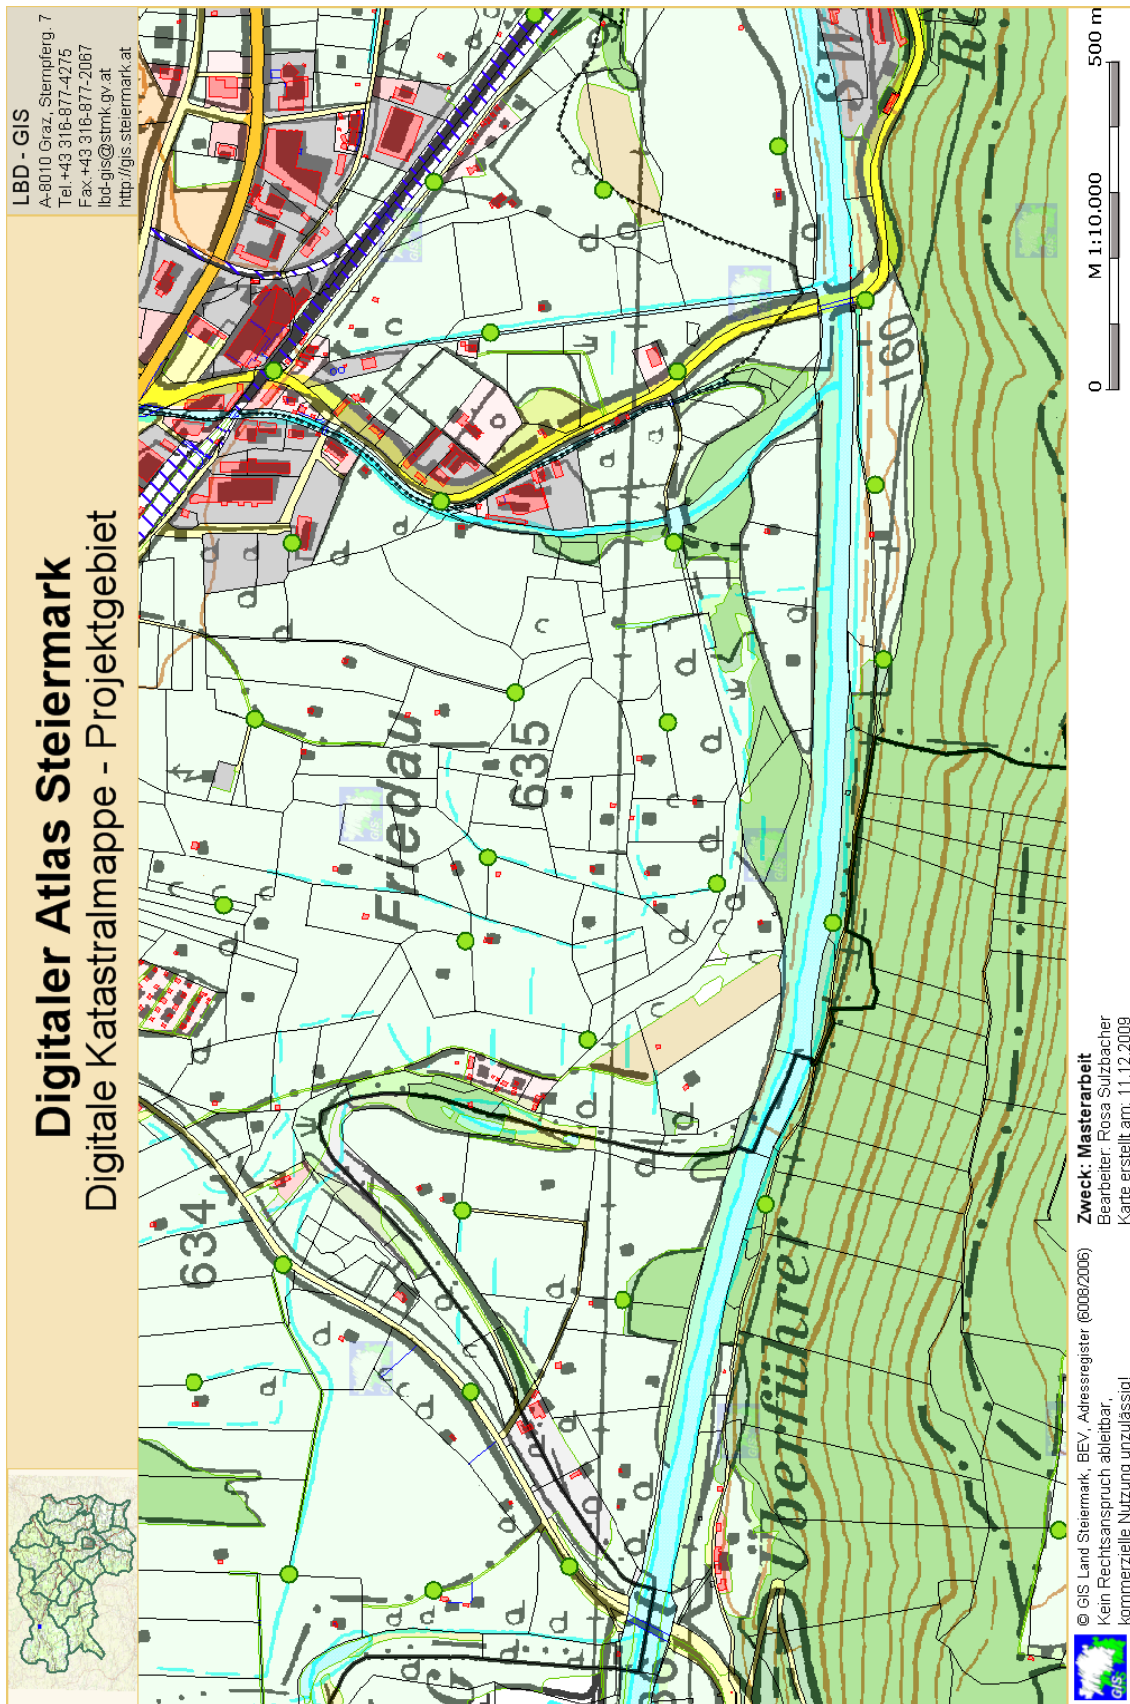 Digitaler Atlas Steiermark
Digitale Katastralmappe - Projektgebiet
LBD - GIS
A-8010 Graz, Stempferg. 7
Tel.+43 316-877-4275
Fax.+43 316-877-2067
lbd-gis@stmk.gv.at
http://gis.steiermark.at
634
635
Friedau
160
Überführer
GIS
© GIS Land Steiermark, BEV, Adressregister (6008/2006)
Kein Rechtsanspruch ableitbar,
kommerzielle Nutzung unzulässig!
Zweck: Masterarbeit
Bearbeiter: Rosa Sulzbacher
Karte erstellt am: 11.12.2009
0 M 1:10.000 500 m